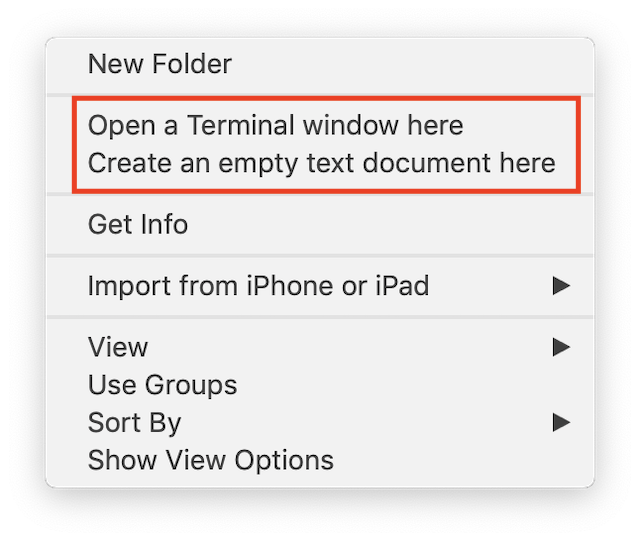 New Folder
Open a Terminal window here
Create an empty text document here
Get Info
Import from iPhone or iPad
View
Use Groups
Sort By
Show View Options